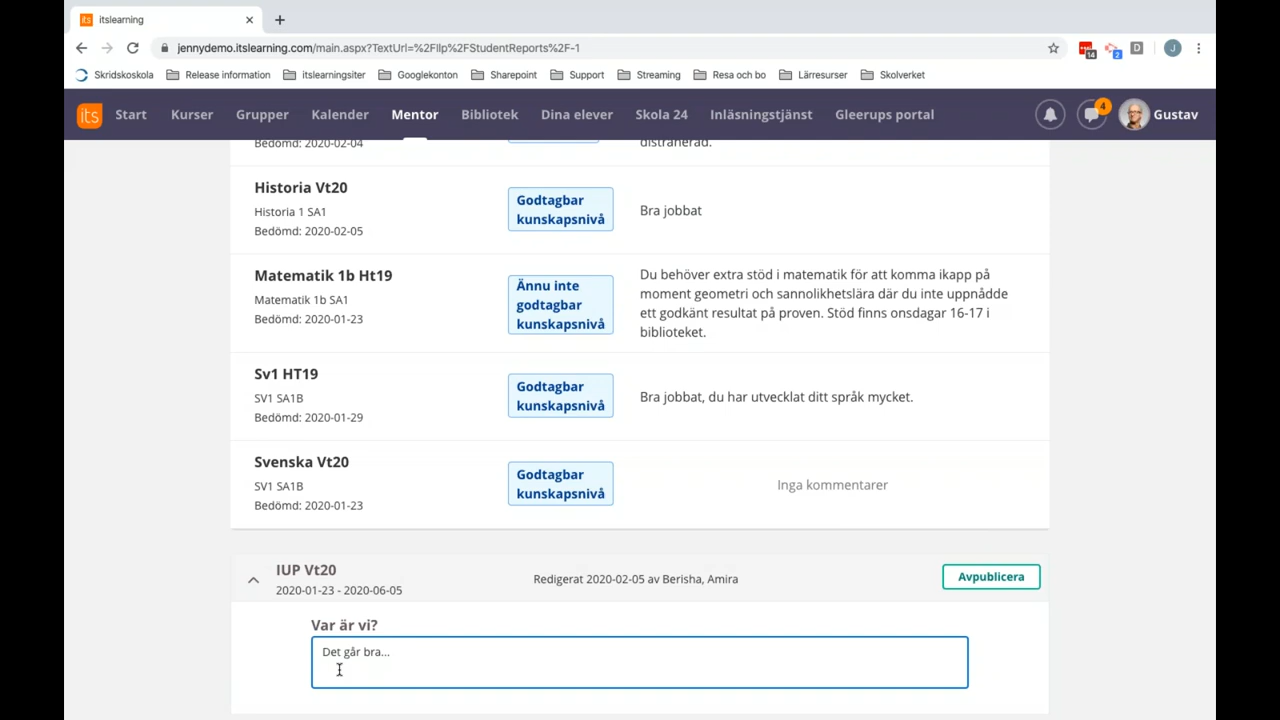 its itslearning
jennydemo.itslearning.com/main.aspx?TextUrl=%2Fllp%2FStudentReports%2F-1
14
2
D
J
Skridskoskola Release information itslearningsiter Googlekonton Sharepoint Support Streaming Resa och bo Lärresurser Skolverket
its Start Kurser Grupper Kalender Mentor Bibliotek Dina elever Skola 24 Inläsningstjänst Gleerups portal 4 Gustav
Bedömd: 2020-02-04
distraherad.
Historia Vt20
Historia 1 SA1
Bedömd: 2020-02-05
Godtagbar
kunskapsnivå
Bra jobbat
Matematik 1b Ht19
Matematik 1b SA1
Bedömd: 2020-01-23
Ännu inte
godtagbar
kunskapsnivå
Du behöver extra stöd i matematik för att komma ikapp på
moment geometri och sannolikhetslära där du inte uppnådde
ett godkänt resultat på proven. Stöd finns onsdagar 16-17 i
biblioteket.
Sv1 HT19
SV1 SA1B
Bedömd: 2020-01-29
Godtagbar
kunskapsnivå
Bra jobbat, du har utvecklat ditt språk mycket.
Svenska Vt20
SV1 SA1B
Bedömd: 2020-01-23
Godtagbar
kunskapsnivå
Inga kommentarer
IUP Vt20
2020-01-23 - 2020-06-05
Redigerat 2020-02-05 av Berisha, Amira
Avpublicera
Var är vi?
Det går bra...